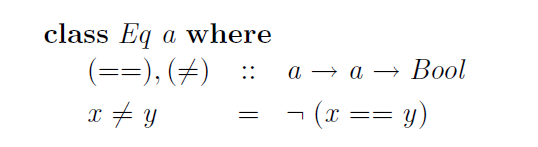 class Eq a where
(==), (≠) :: a → a → Bool
x ≠ y = ¬ (x == y)